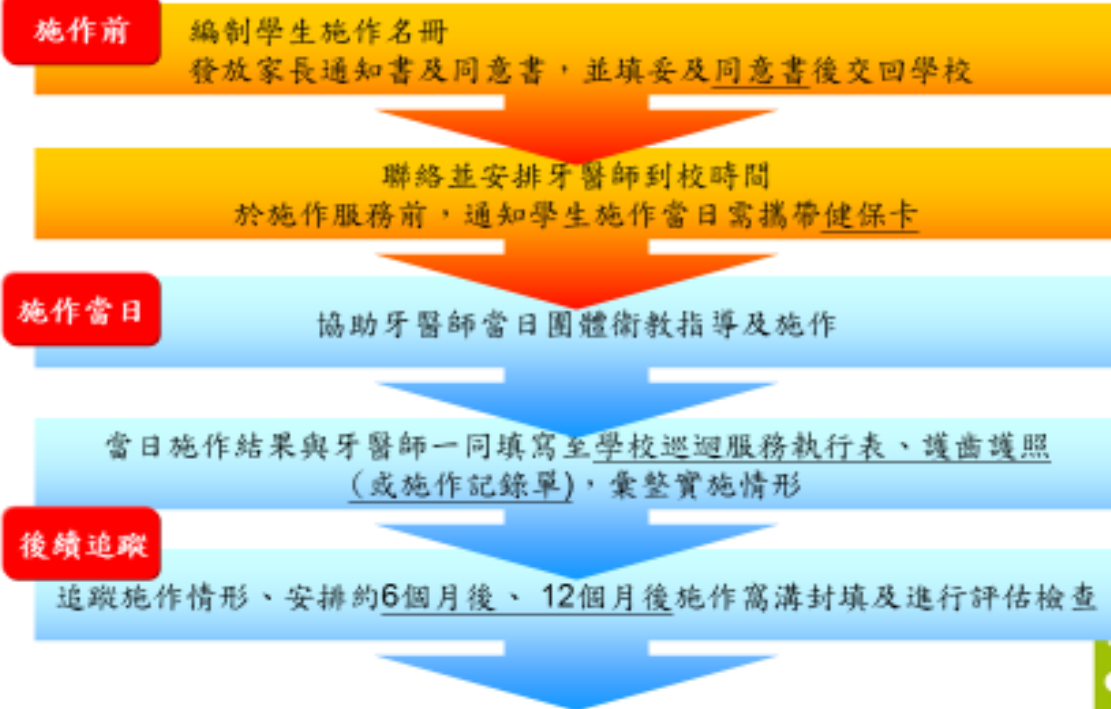 施作前
編制學生施作名冊
發放家長通知書及同意書，並填妥及同意書後交回學校
聯絡並安排牙醫師到校時間
於施作服務前，通知學生施作當日需攜帶健保卡
施作當日
協助牙醫師當日團體衛教指導及施作
當日施作結果與牙醫師一同填寫至學校巡迴服務執行表、護齒護照
(或施作記錄單)，彙整實施情形
後續追蹤
追蹤施作情形、安排約6個月後、 12個月後施作窩溝封填及進行評估檢查